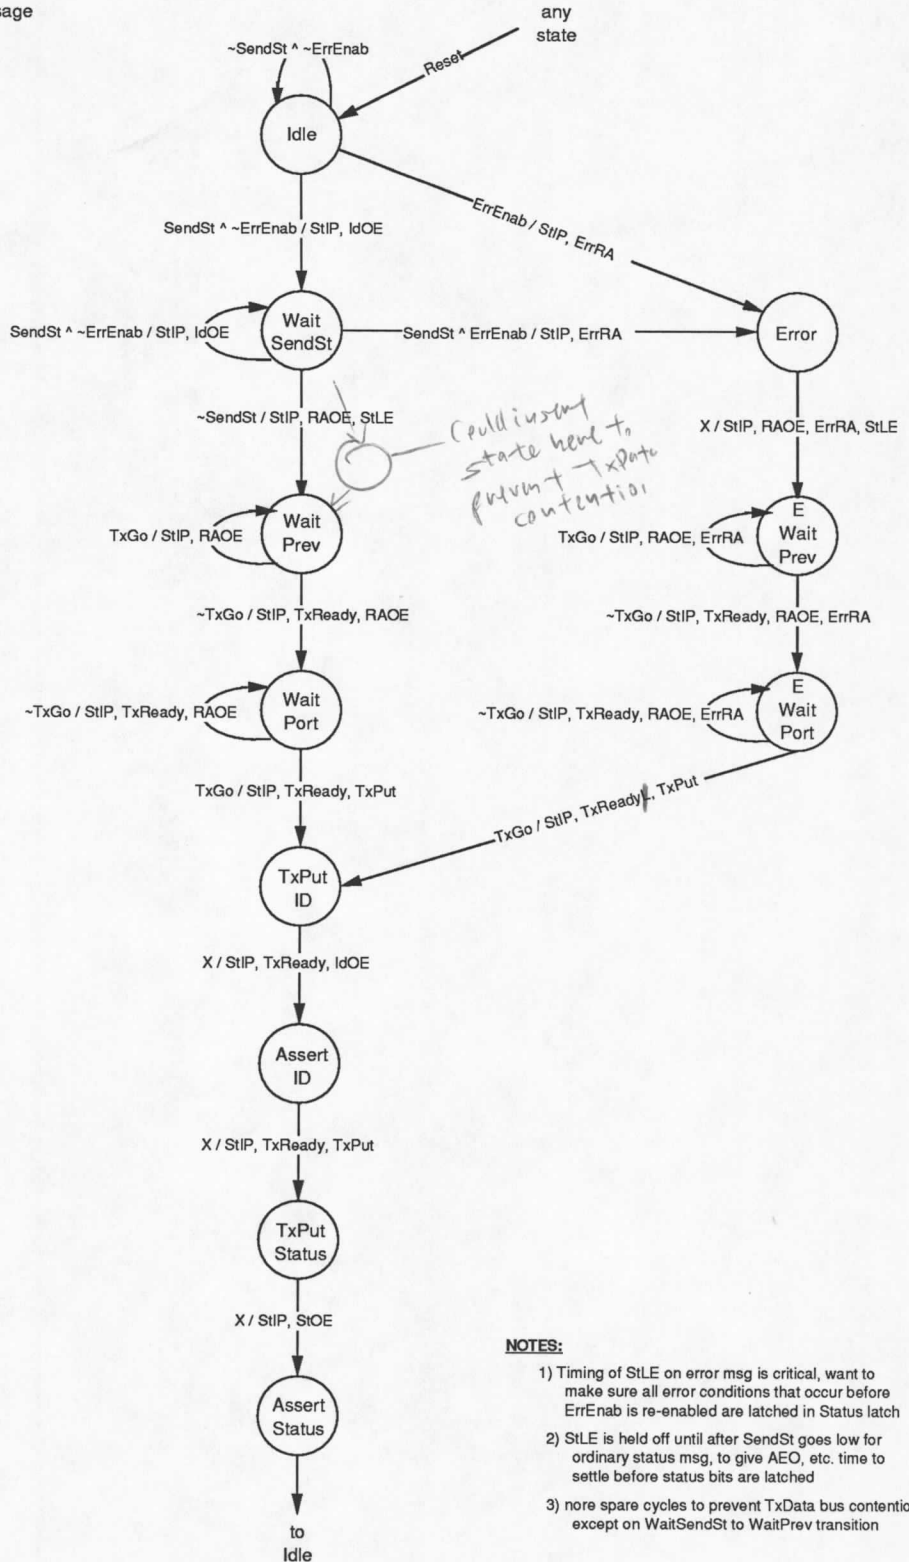 sage
any
state
~SendSt ^ ~ErrEnab
Reset
Idle
ErrEnab / StIP, ErrRA
SendSt ^ ~ErrEnab / StIP, IdOE
Wait
SendSt
SendSt ^ ~ErrEnab / StIP, IdOE
SendSt ^ ErrEnab / StIP, ErrRA
Error
~SendSt / StIP, RAOE, StLE
Could insert
state here to
prevent TxData
contention
X / StIP, RAOE, ErrRA, StLE
Wait
Prev
TxGo / StIP, RAOE
E
Wait
Prev
TxGo / StIP, RAOE, ErrRA
~TxGo / StIP, TxReady, RAOE
~TxGo / StIP, TxReady, RAOE, ErrRA
Wait
Port
~TxGo / StIP, TxReady, RAOE
E
Wait
Port
~TxGo / StIP, TxReady, RAOE, ErrRA
TxGo / StIP, TxReady, TxPut
TxGo / StIP, TxReady, TxPut
TxPut
ID
X / StIP, TxReady, IdOE
Assert
ID
X / StIP, TxReady, TxPut
TxPut
Status
X / StIP, StOE
Assert
Status
to
Idle
NOTES:
1) Timing of StLE on error msg is critical, want to
make sure all error conditions that occur before
ErrEnab is re-enabled are latched in Status latch
2) StLE is held off until after SendSt goes low for
ordinary status msg, to give AEO, etc. time to
settle before status bits are latched
3) nore spare cycles to prevent TxData bus contentio
except on WaitSendSt to WaitPrev transition